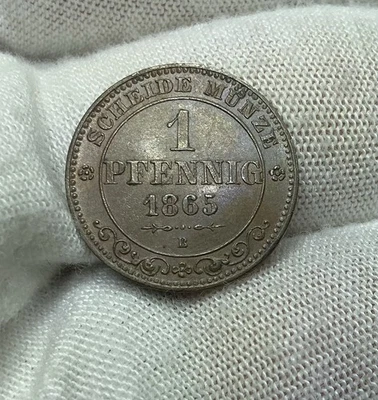 SCHEIDE MÜNZE
1
PFENNIG
1865
B